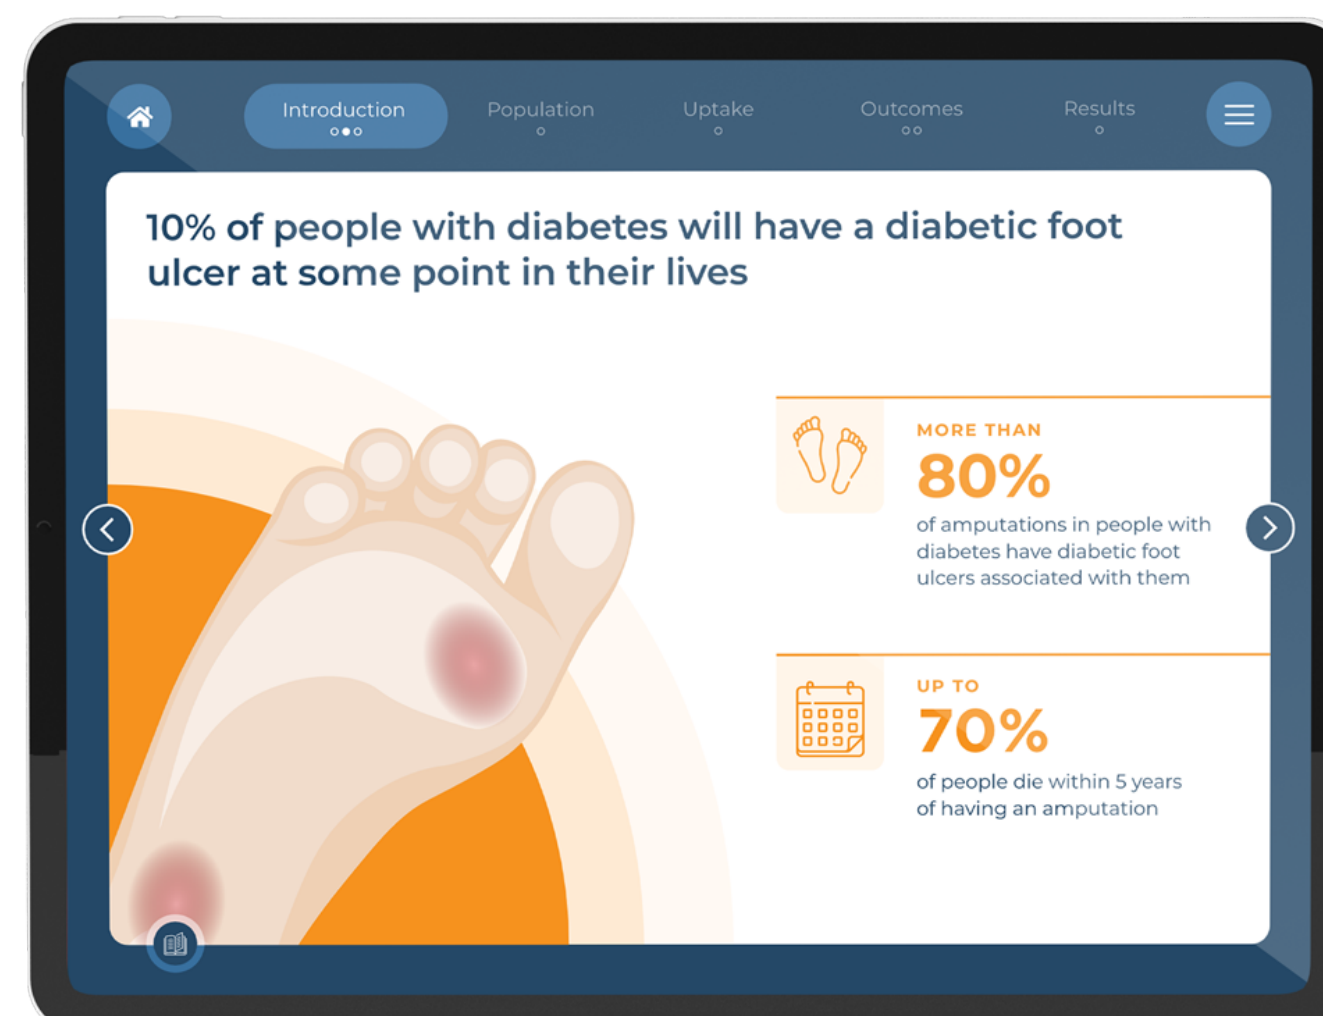 Introduction
Population
Uptake
Outcomes
Results
10% of people with diabetes will have a diabetic foot
ulcer at some point in their lives
MORE THAN
80%
of amputations in people with
diabetes have diabetic foot
ulcers associated with them
UP TO
70%
of people die within 5 years
of having an amputation